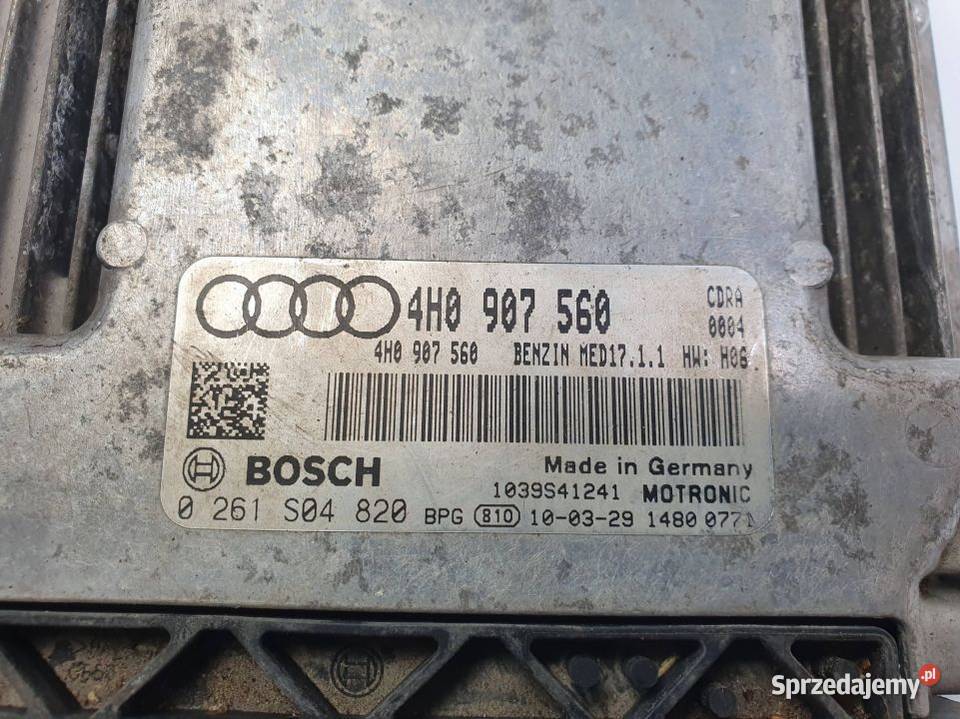 4H0 907 560 CDRA
0004
4H0 907 560 BENZIN MED17.1.1 HW: H06
BOSCH Made in Germany
1039S41241 MOTRONIC
0 261 S04 820 BPG 810 10-03-29 1480 0771
Sprzedajemy.pl